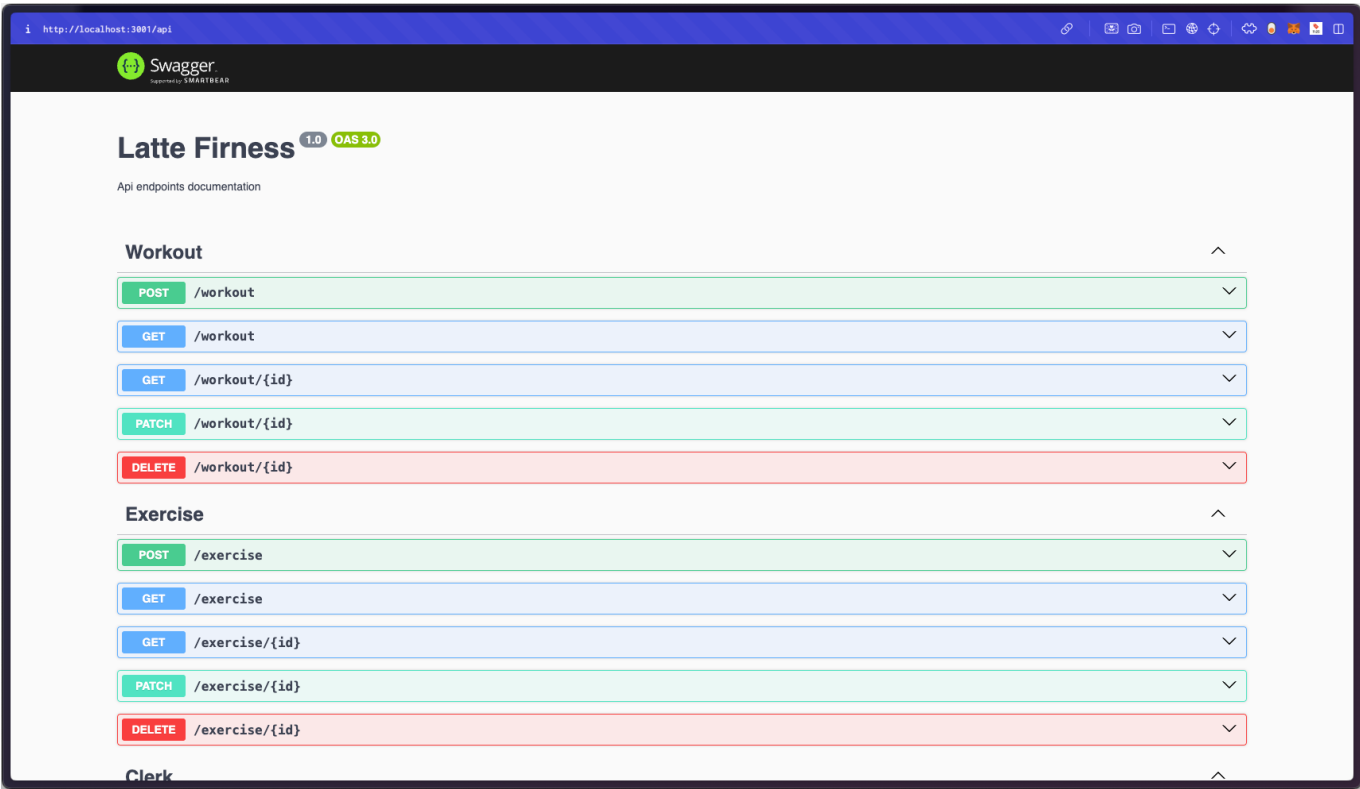 i http://localhost:3001/api
Swagger.
Supported by SMARTBEAR
Latte Firness 1.0 OAS 3.0
Api endpoints documentation
Workout
POST /workout
GET /workout
GET /workout/{id}
PATCH /workout/{id}
DELETE /workout/{id}
Exercise
POST /exercise
GET /exercise
GET /exercise/{id}
PATCH /exercise/{id}
DELETE /exercise/{id}
Clerk